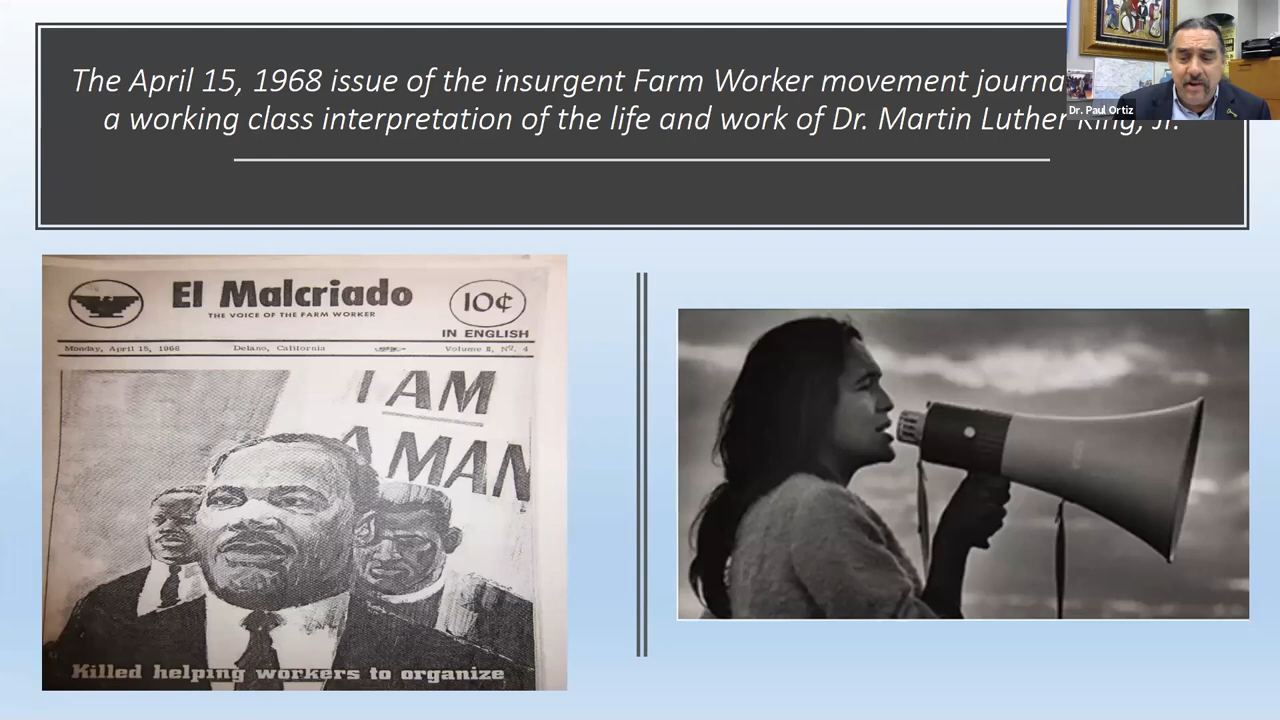 The April 15, 1968 issue of the insurgent Farm Worker movement journa
a working class interpretation of the life and work of Dr. Martin Luther King, Jr.
Dr. Paul Ortiz
El Malcriado
THE VOICE OF THE FARM WORKER
10¢
IN ENGLISH
Monday, April 15, 1968 Delano, California Volume II, Nº. 4
I AM
A MAN
Killed helping workers to organize